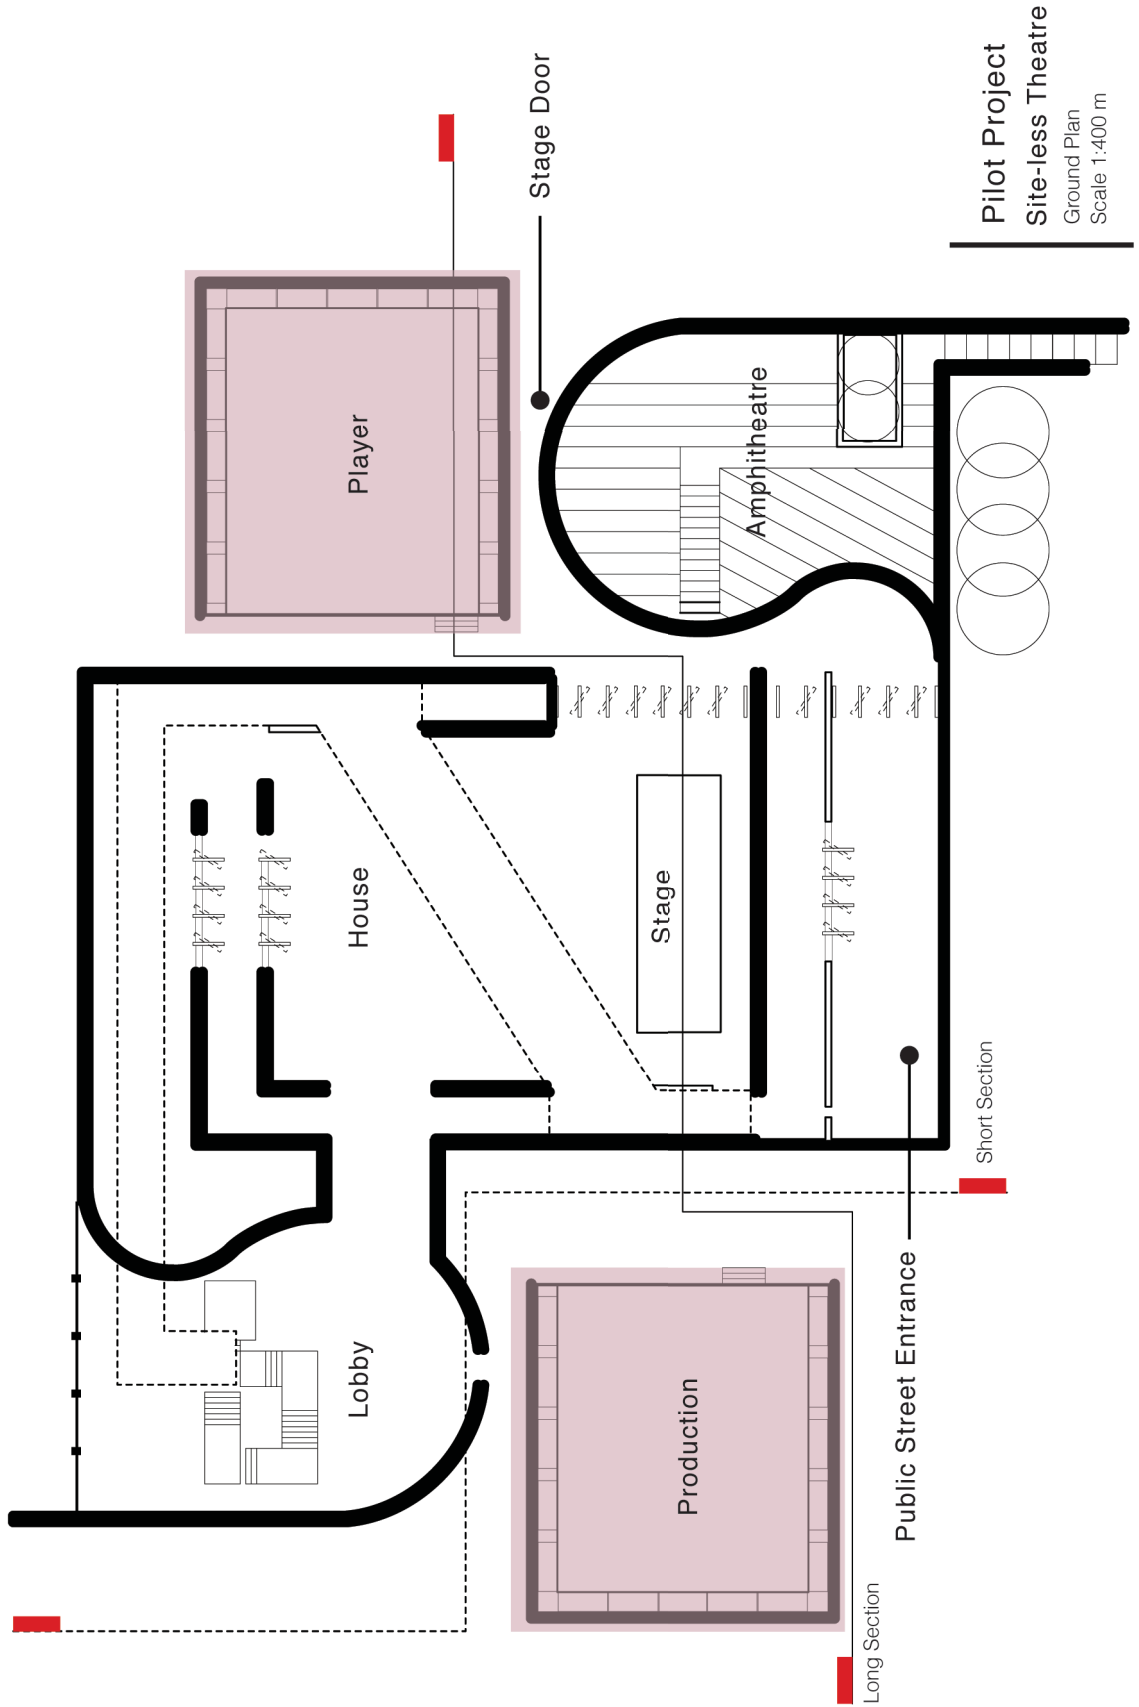 Pilot Project
Site-less Theatre
Ground Plan
Scale 1:400 m
Stage Door
Player
Amphitheatre
House
Stage
Short Section
Lobby
Production
Public Street Entrance
Long Section